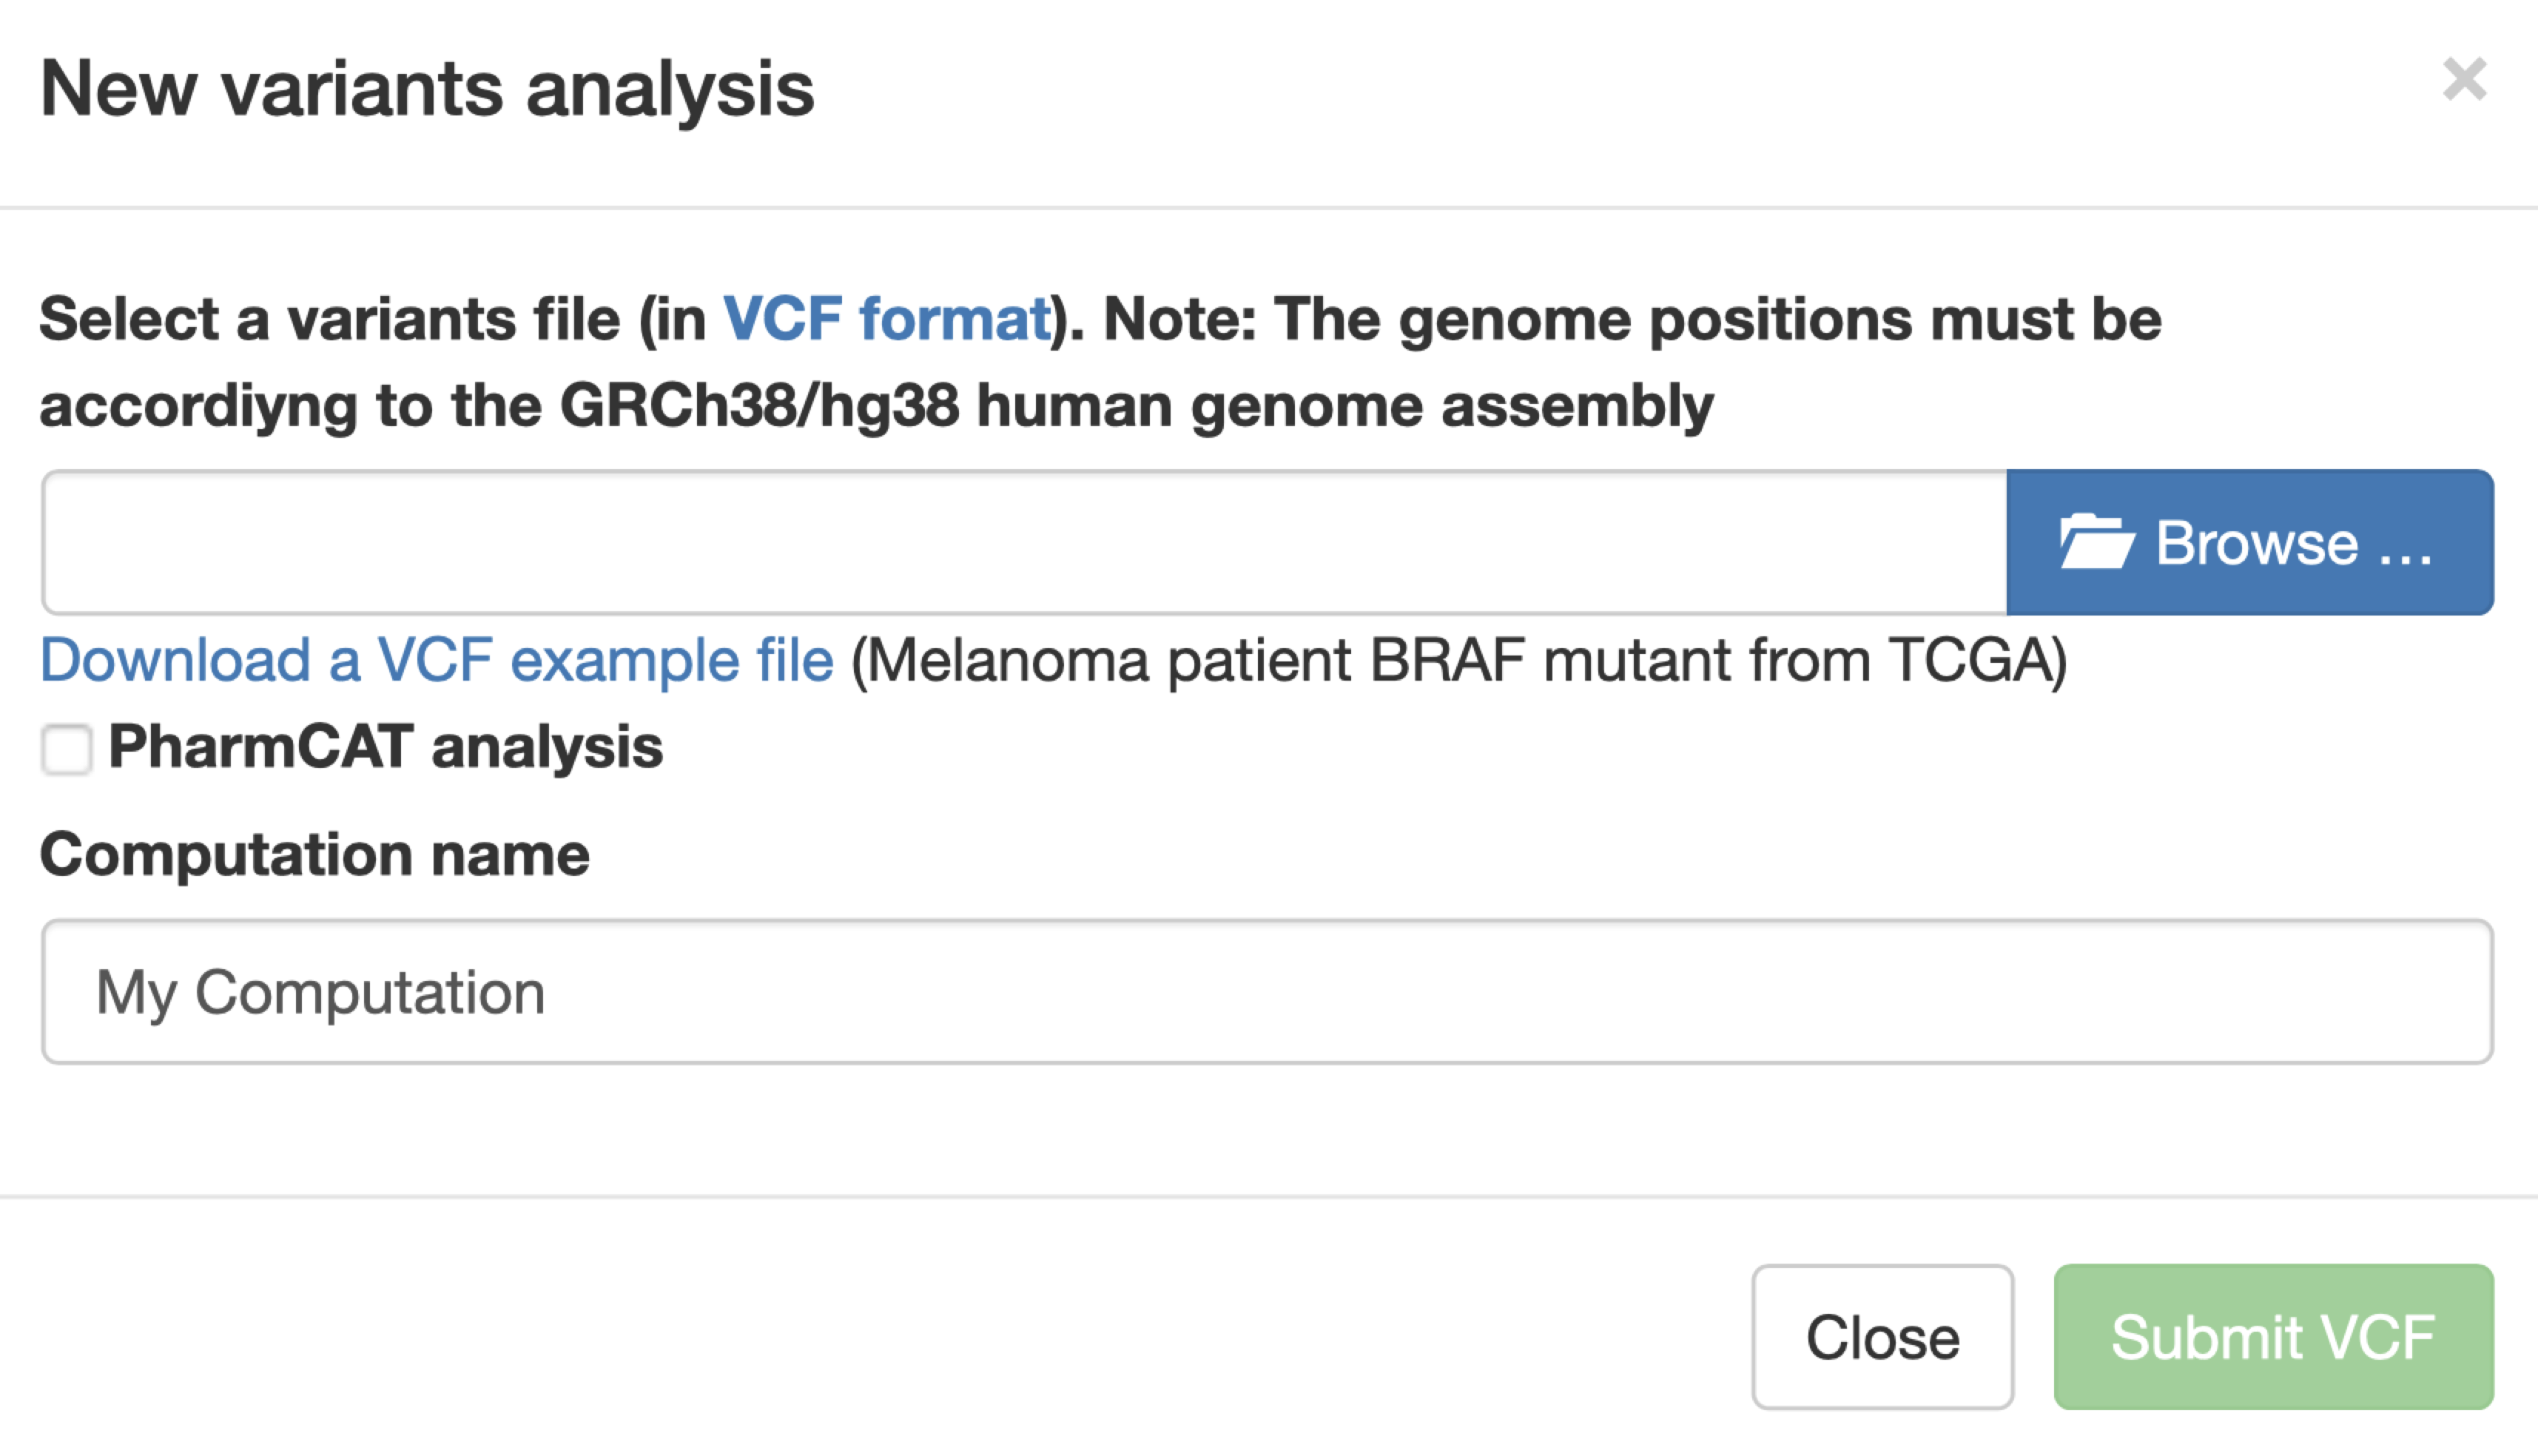 New variants analysis
×
Select a variants file (in VCF format). Note: The genome positions must be
accordiyng to the GRCh38/hg38 human genome assembly
Browse ...
Download a VCF example file (Melanoma patient BRAF mutant from TCGA)
PharmCAT analysis
Computation name
My Computation
Close Submit VCF